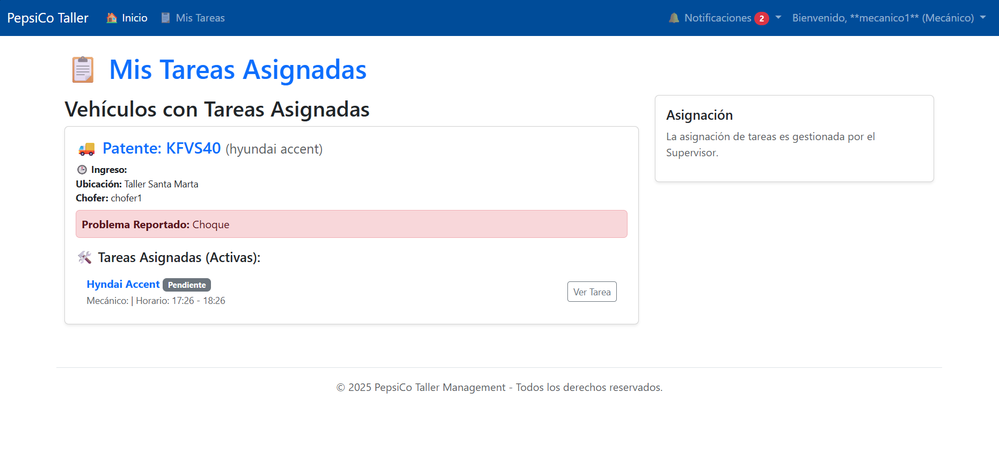 PepsiCo Taller
Inicio
Mis Tareas
Notificaciones 2
Bienvenido, **mecanico1** (Mecánico)
Mis Tareas Asignadas
Vehículos con Tareas Asignadas
Patente: KFVS40 (hyundai accent)
Ingreso:
Ubicación: Taller Santa Marta
Chofer: chofer1
Problema Reportado: Choque
Tareas Asignadas (Activas):
Hyndai Accent Pendiente
Mecánico: | Horario: 17:26 - 18:26
Ver Tarea
Asignación
La asignación de tareas es gestionada por el
Supervisor.
© 2025 PepsiCo Taller Management - Todos los derechos reservados.